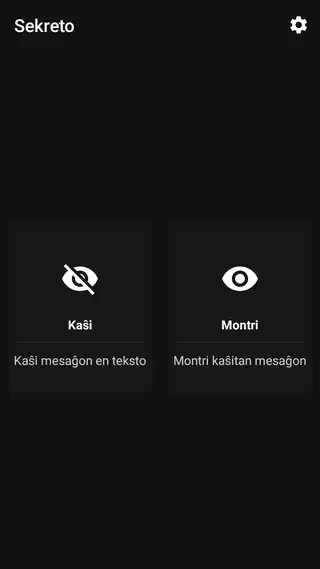 Sekreto
Kaŝi
Kaŝi mesaĝon en teksto
Montri
Montri kaŝitan mesaĝon